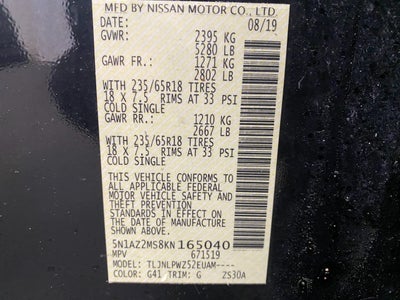 MFD BY NISSAN MOTOR CO., LTD.
DATE: 08/19
GVWR: 2395 KG
5280 LB
GAWR FR.: 1271 KG
2802 LB
WITH 235/65R18 TIRES
18 X 7.5 RIMS AT 33 PSI
COLD SINGLE
GAWR RR.: 1210 KG
2667 LB
WITH 235/65R18 TIRES
18 X 7.5 RIMS AT 33 PSI
COLD SINGLE
THIS VEHICLE CONFORMS TO
ALL APPLICABLE FEDERAL
MOTOR VEHICLE SAFETY AND
THEFT PREVENTION
STANDARDS IN EFFECT ON
THE DATE OF MANUFACTURE
SHOWN ABOVE.
5N1AZ2MS8KN165040
MPV 671519
TYPE/MODEL: TLJNLPWZ52EUAM----
COLOR: G41 TRIM: G ZS30A